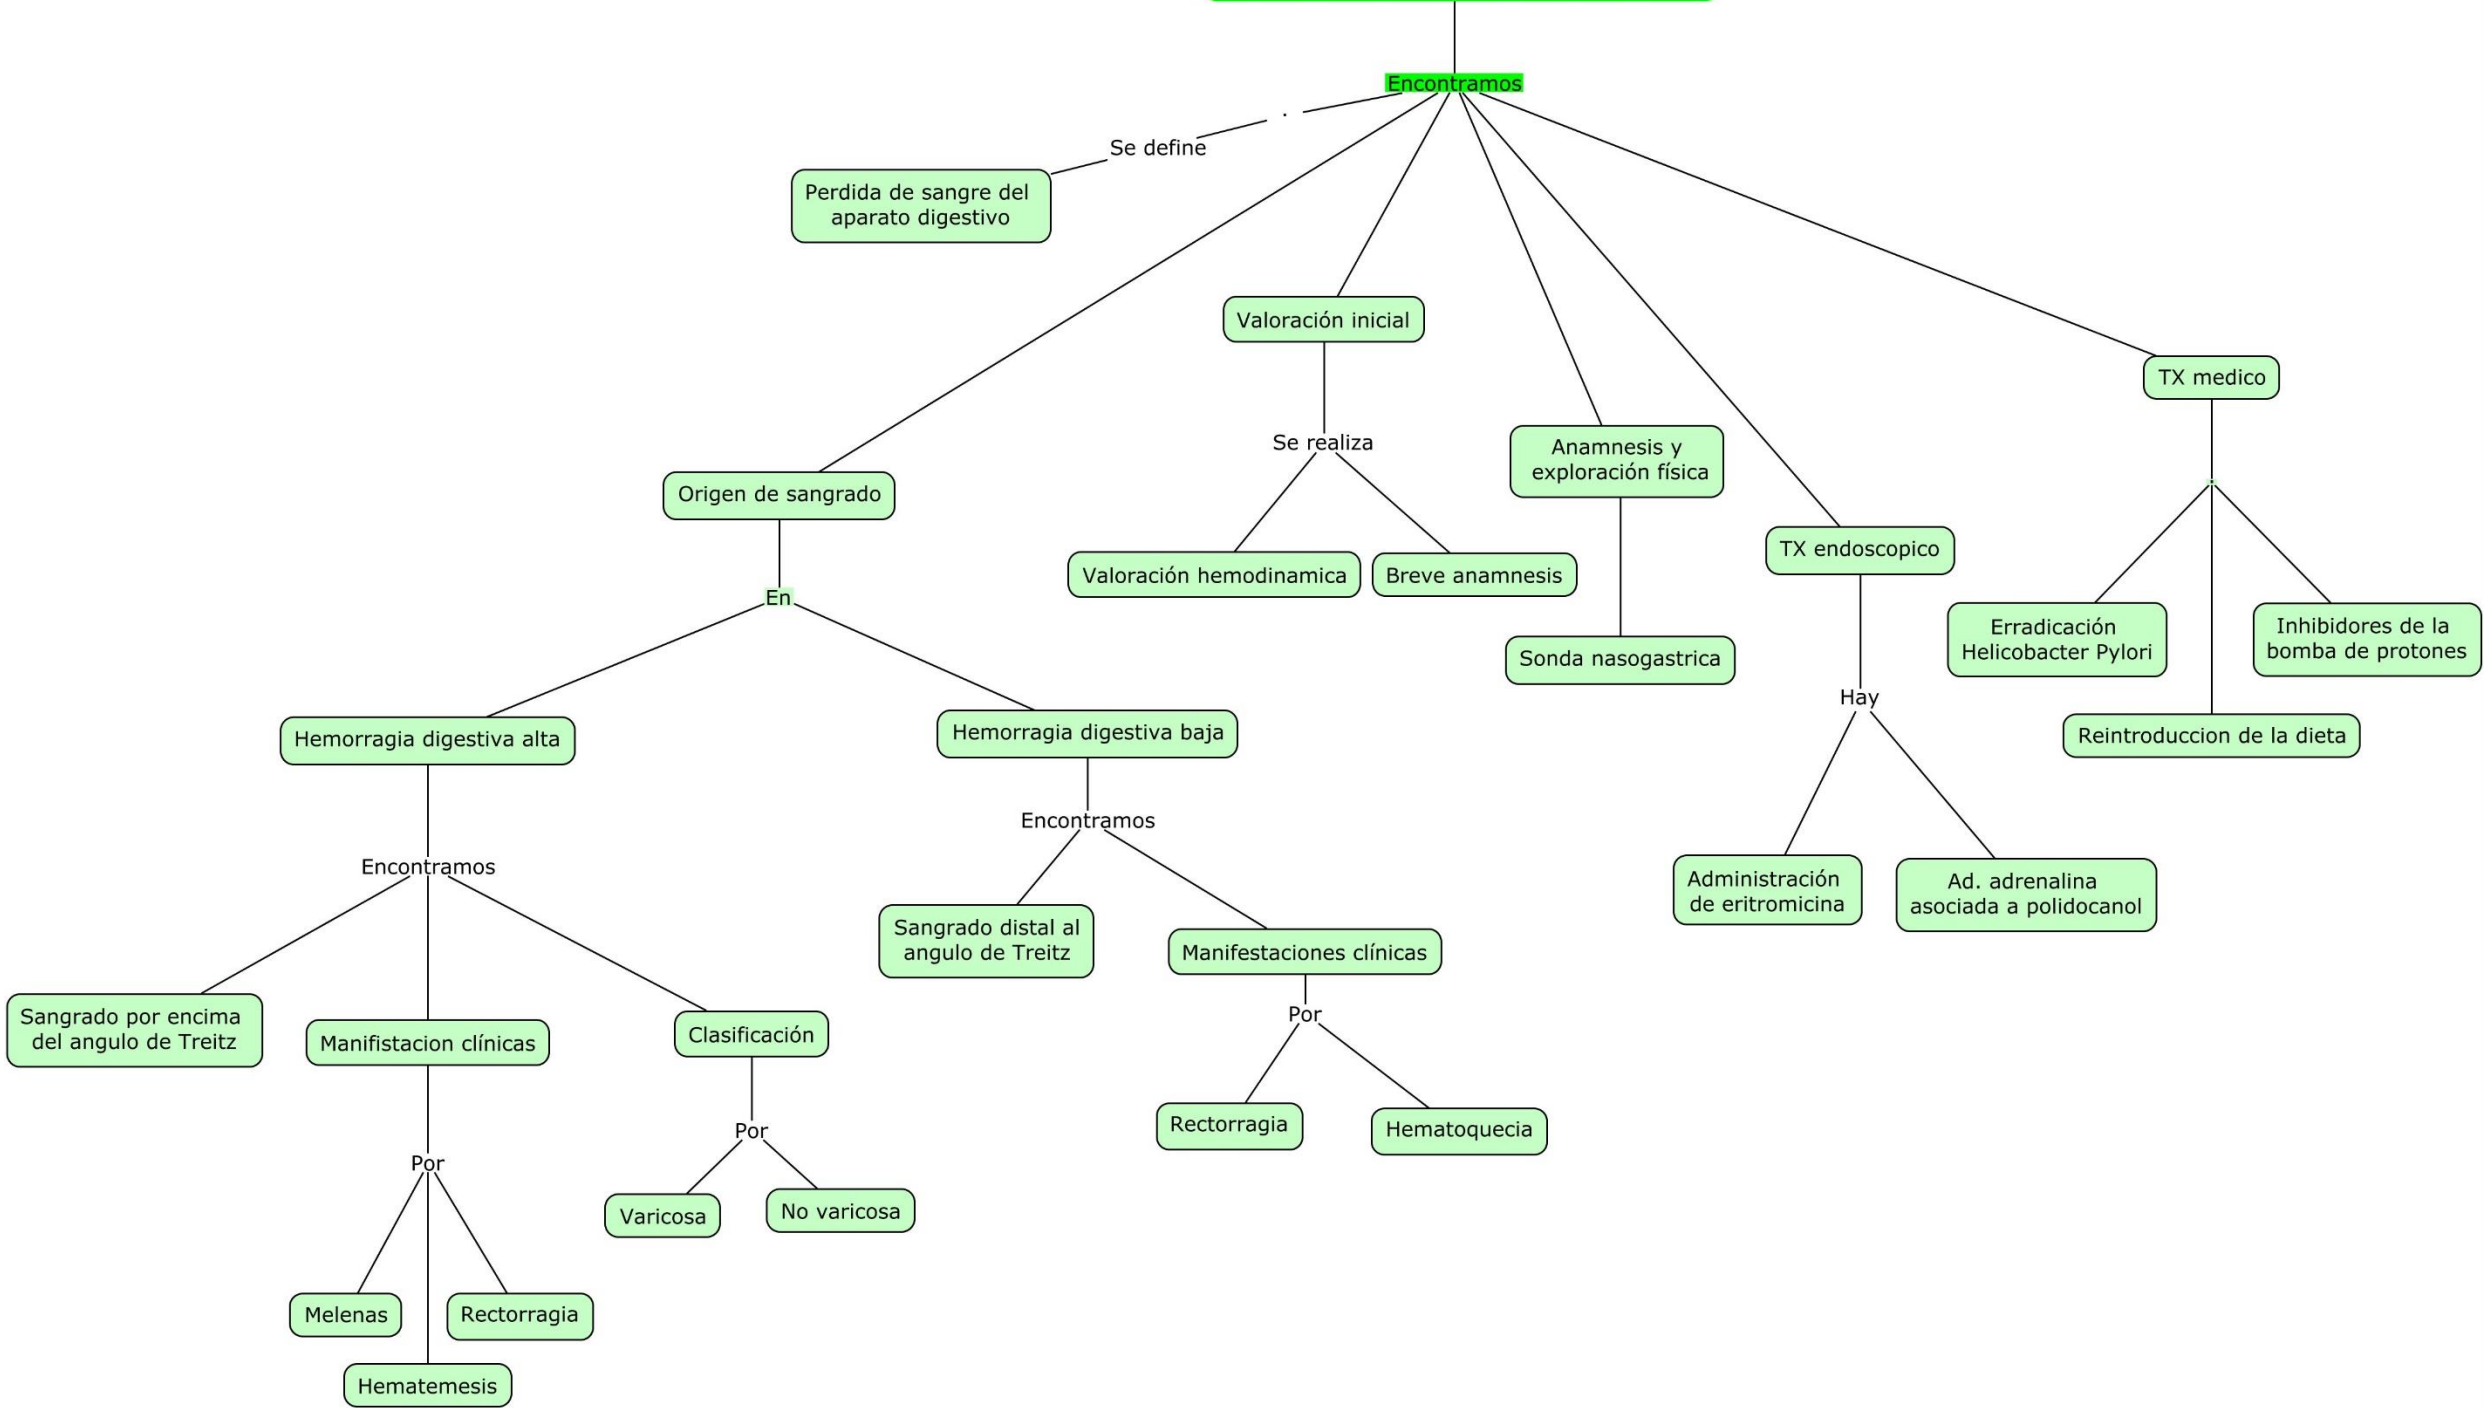 Encontramos
.
Se define
Perdida de sangre del
aparato digestivo
Valoración inicial
TX medico
Se realiza
Anamnesis y
exploración física
Origen de sangrado
.
TX endoscopico
Valoración hemodinamica
Breve anamnesis
En
Erradicación
Helicobacter Pylori
Inhibidores de la
bomba de protones
Sonda nasogastrica
Hay
Hemorragia digestiva alta
Hemorragia digestiva baja
Reintroduccion de la dieta
Encontramos
Encontramos
Administración
de eritromicina
Ad. adrenalina
asociada a polidocanol
Sangrado distal al
angulo de Treitz
Manifestaciones clínicas
Sangrado por encima
del angulo de Treitz
Manifistacion clínicas
Clasificación
Por
Rectorragia
Hematoquecia
Por
Por
Varicosa
No varicosa
Melenas
Rectorragia
Hematemesis